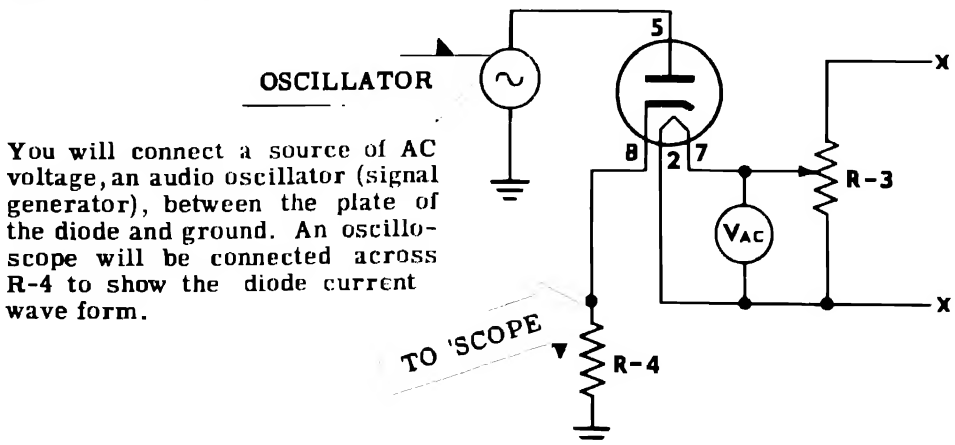 5
X
OSCILLATOR
8 2 7
R-3
You will connect a source of AC
voltage, an audio oscillator (signal
generator), between the plate of
the diode and ground. An oscillo-
scope will be connected across
R-4 to show the diode current
wave form.
VAC
X
TO 'SCOPE
R-4